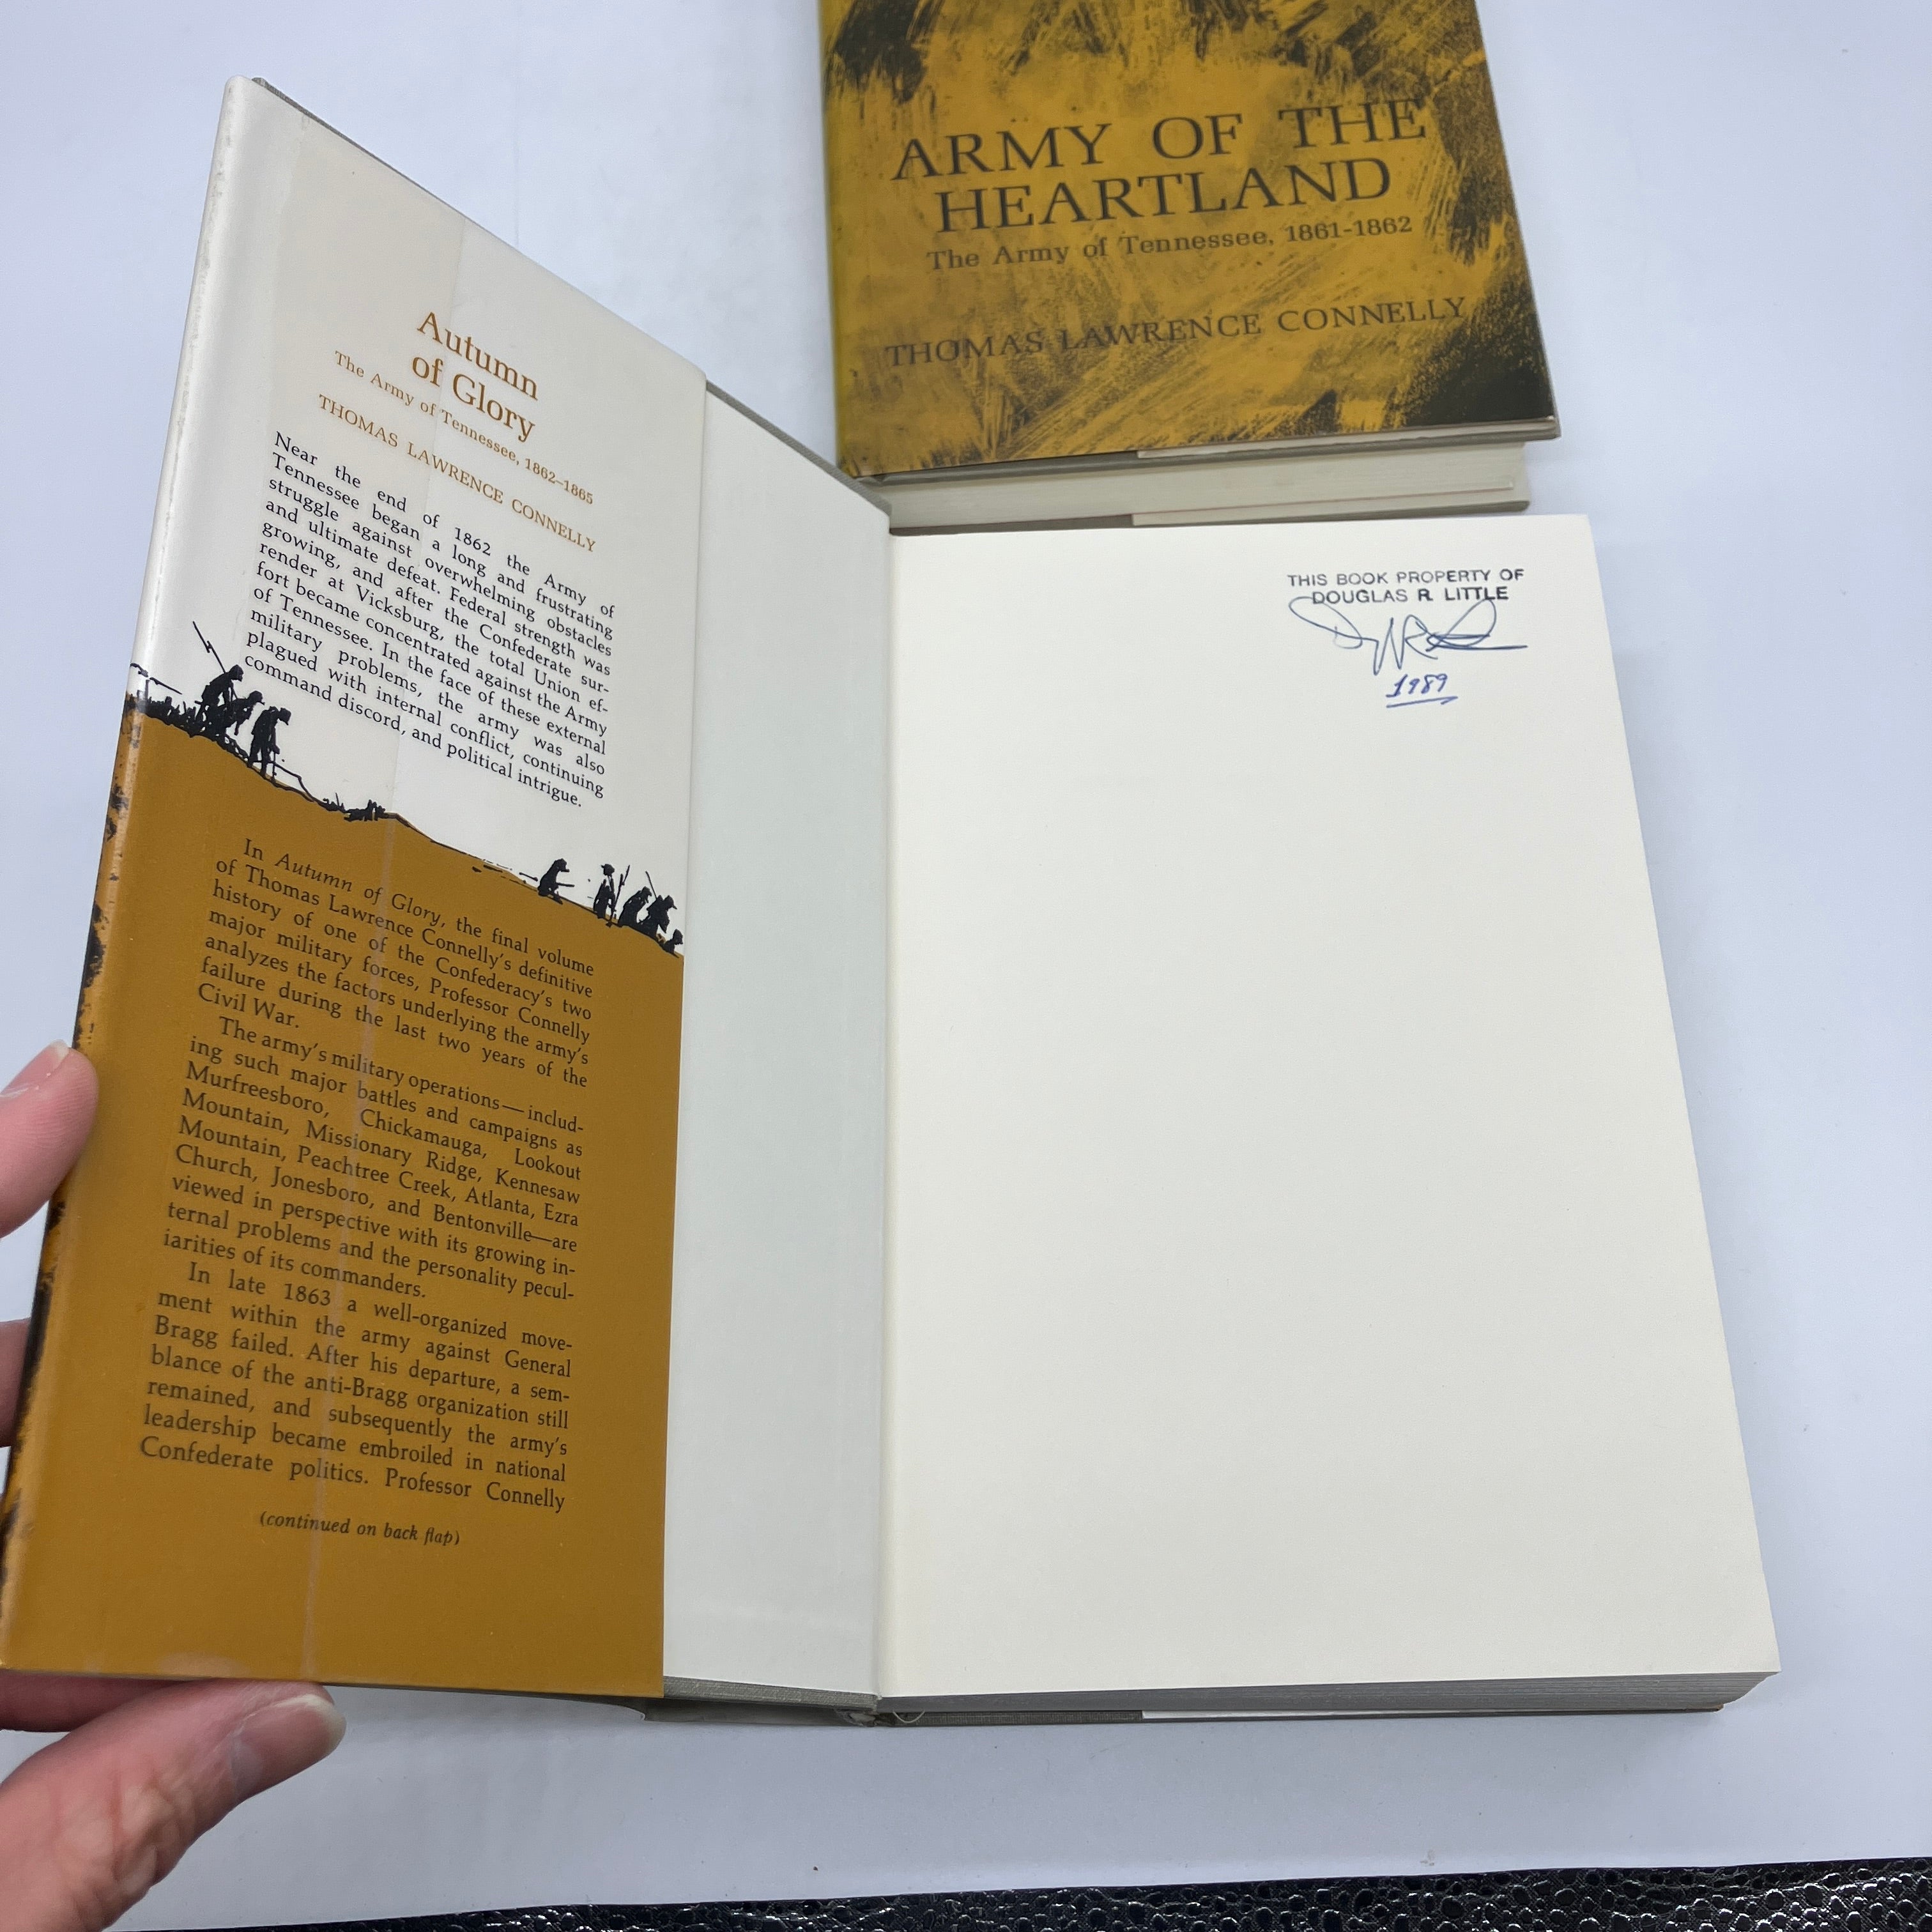 ARMY OF THE
HEARTLAND
The Army of Tennessee, 1861-1862
THOMAS LAWRENCE CONNELLY
Autumn
of Glory
The Army of Tennessee, 1862–1865
THOMAS LAWRENCE CONNELLY
Near the end of 1862 the Army of
Tennessee began a long and frustrating
struggle against overwhelming obstacles
and ultimate defeat. Federal strength was
growing, and after the Confederate sur-
render at Vicksburg, the total Union ef-
fort became concentrated against the Army
of Tennessee. In the face of these external
military problems, the army was also
plagued with internal conflict, continuing
command discord, and political intrigue.
In Autumn of Glory, the final volume
of Thomas Lawrence Connelly's definitive
history of one of the Confederacy's two
major military forces, Professor Connelly
analyzes the factors underlying the army's
failure during the last two years of the
Civil War.
The army's military operations—includ-
ing such major battles and campaigns as
Murfreesboro, Chickamauga, Lookout
Mountain, Missionary Ridge, Kennesaw
Mountain, Peachtree Creek, Atlanta, Ezra
Church, Jonesboro, and Bentonville—are
viewed in perspective with its growing in-
ternal problems and the personality pecul-
iarities of its commanders.
In late 1863 a well-organized move-
ment within the army against General
Bragg failed. After his departure, a sem-
blance of the anti-Bragg organization still
remained, and subsequently the army's
leadership became embroiled in national
Confederate politics. Professor Connelly
(continued on back flap)
THIS BOOK PROPERTY OF
DOUGLAS R. LITTLE
1989